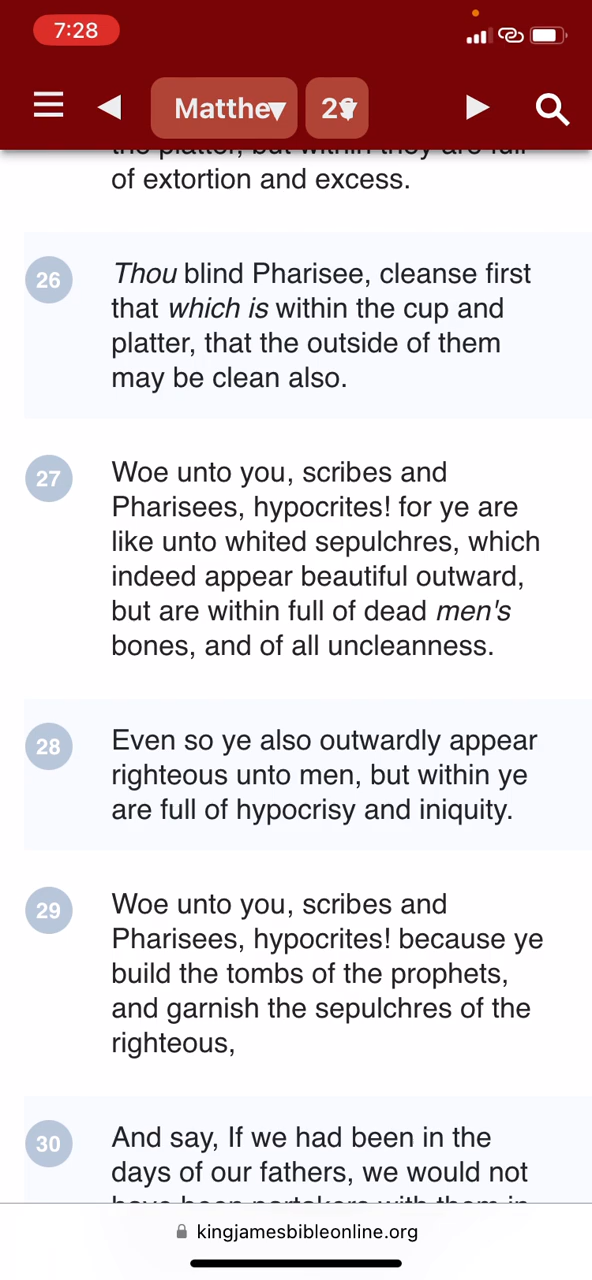 7:28
Matthe
of extortion and excess.
26
Thou blind Pharisee, cleanse first
that which is within the cup and
platter, that the outside of them
may be clean also.
27
Woe unto you, scribes and
Pharisees, hypocrites! for ye are
like unto whited sepulchres, which
indeed appear beautiful outward,
but are within full of dead men's
bones, and of all uncleanness.
28
Even so ye also outwardly appear
righteous unto men, but within ye
are full of hypocrisy and iniquity.
29
Woe unto you, scribes and
Pharisees, hypocrites! because ye
build the tombs of the prophets,
and garnish the sepulchres of the
righteous,
30
And say, If we had been in the
days of our fathers, we would not
kingjamesbibleonline.org